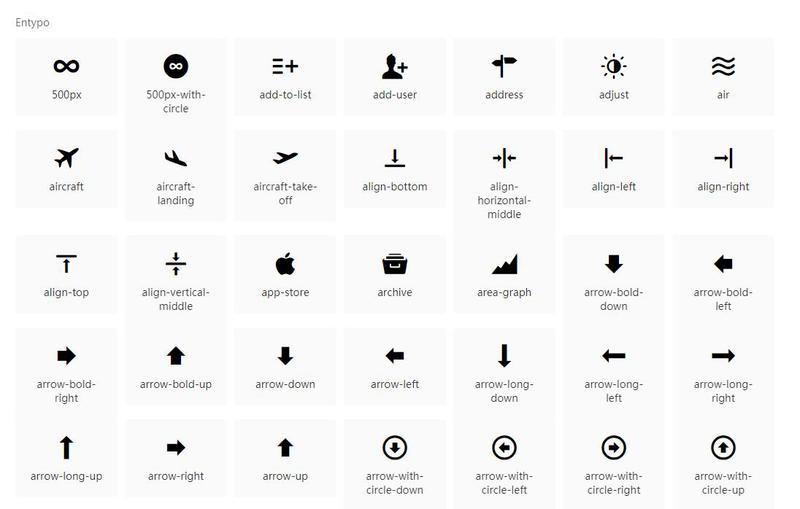 Entypo
500px
500px-with-
circle
add-to-list
add-user
address
adjust
air
aircraft
aircraft-
landing
aircraft-take-
off
align-bottom
align-
horizontal-
middle
align-left
align-right
align-top
align-vertical-
middle
app-store
archive
area-graph
arrow-bold-
down
arrow-bold-
left
arrow-bold-
right
arrow-bold-up
arrow-down
arrow-left
arrow-long-
down
arrow-long-
left
arrow-long-
right
arrow-long-up
arrow-right
arrow-up
arrow-with-
circle-down
arrow-with-
circle-left
arrow-with-
circle-right
arrow-with-
circle-up